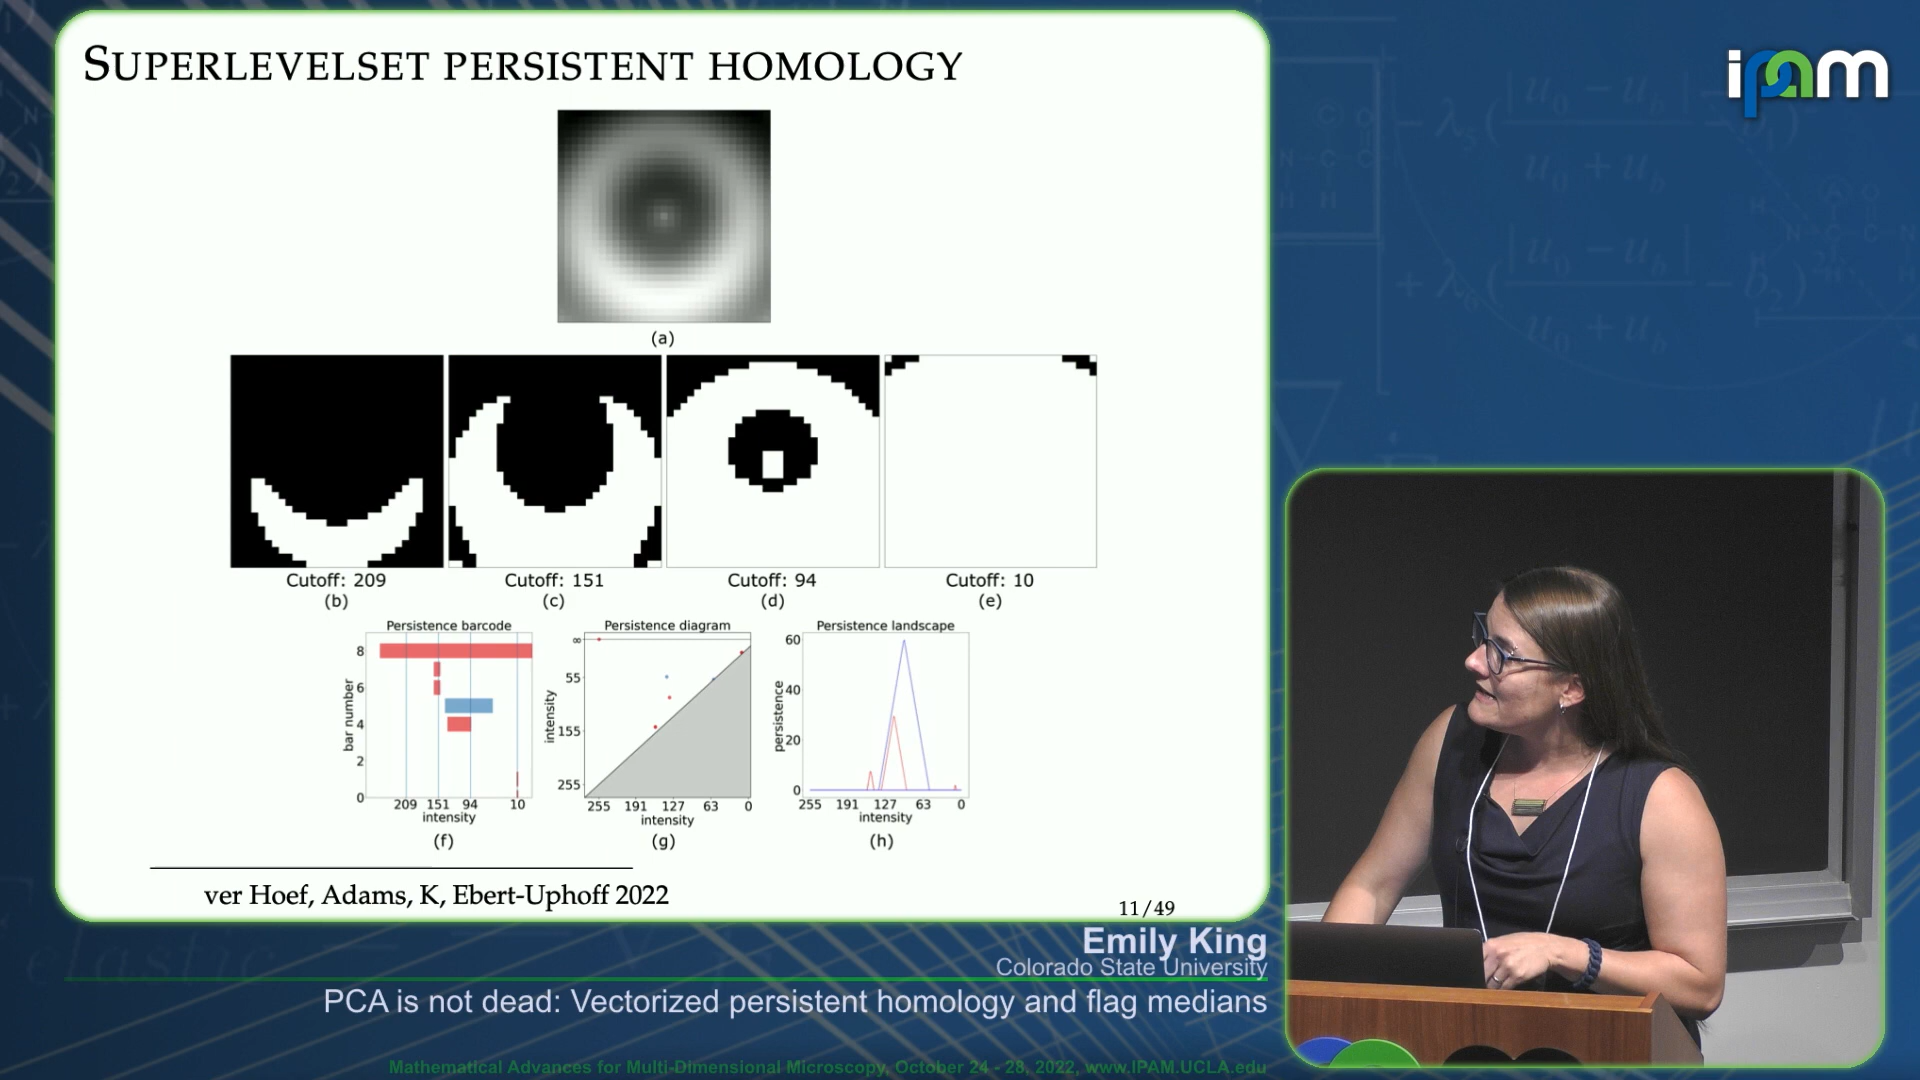 SUPERLEVELSET PERSISTENT HOMOLOGY
ipam
(a)
Cutoff: 209
(b)
Cutoff: 151
(c)
Cutoff: 94
(d)
Cutoff: 10
(e)
Persistence barcode
8
6
4
2
0
bar number
209 151 94 10
intensity
(f)
Persistence diagram
∞
55
155
255
intensity
255 191 127 63 0
intensity
(g)
Persistence landscape
60
40
20
0
persistence
255 191 127 63 0
intensity
(h)
ver Hoef, Adams, K, Ebert-Uphoff 2022
11/49
Emily King
Colorado State University
PCA is not dead: Vectorized persistent homology and flag medians
Mathematical Advances for Multi-Dimensional Microscopy, October 24 - 28, 2022, www.IPAM.UCLA.edu